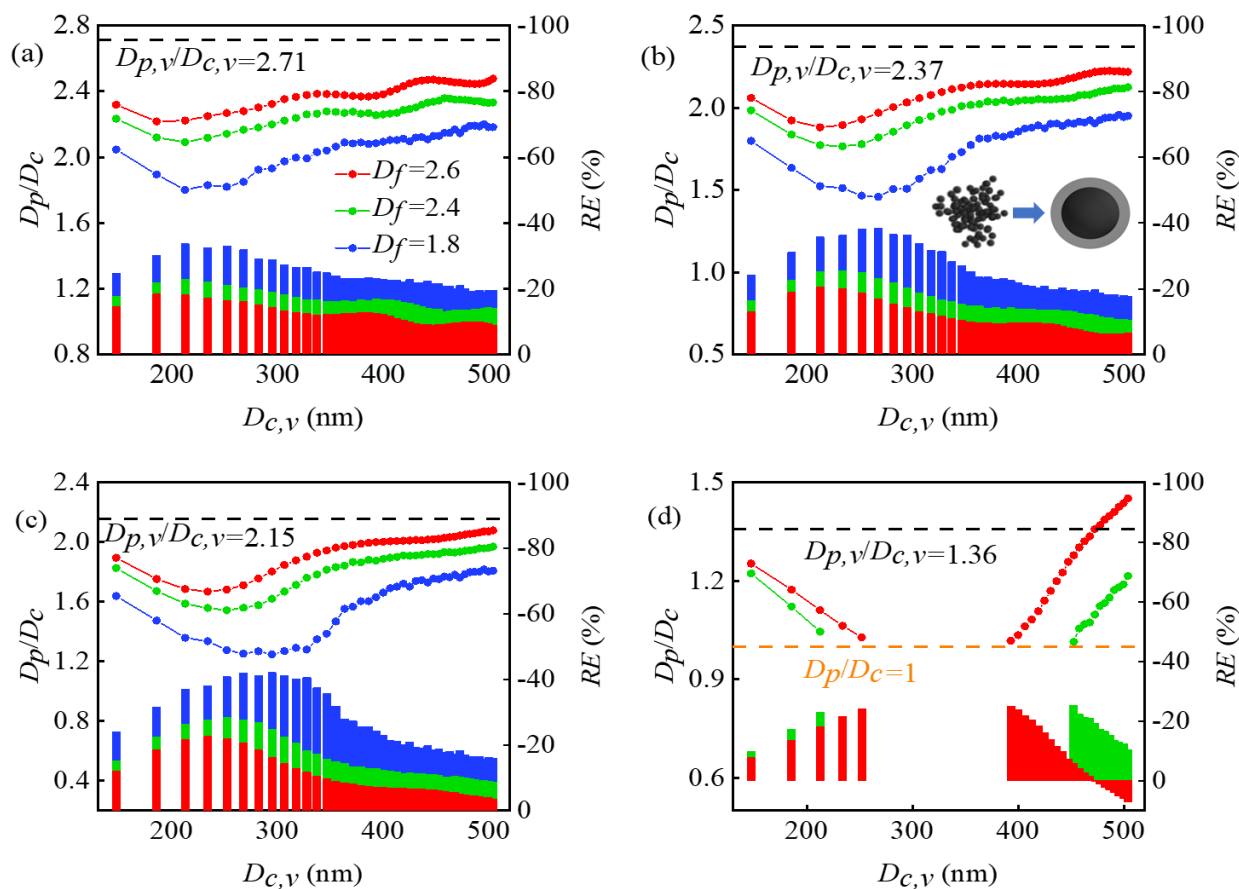 (a)
2.8
2.4
2.0
1.6
1.2
0.8
Dp/Dc
Dp,v/Dc,v=2.71
Df=2.6
Df=2.4
Df=1.8
-100
-80
-60
-40
-20
0
RE (%)
200 300 400 500
Dc,v (nm)
(b)
2.5
2.0
1.5
1.0
0.5
Dp/Dc
Dp,v/Dc,v=2.37
-100
-80
-60
-40
-20
0
RE (%)
200 300 400 500
Dc,v (nm)
(c)
2.4
2.0
1.6
1.2
0.8
0.4
Dp/Dc
Dp,v/Dc,v=2.15
-100
-80
-60
-40
-20
0
RE (%)
200 300 400 500
Dc,v (nm)
(d)
1.5
1.2
0.9
0.6
Dp/Dc
Dp,v/Dc,v=1.36
Dp/Dc=1
-100
-80
-60
-40
-20
0
RE (%)
200 300 400 500
Dc,v (nm)